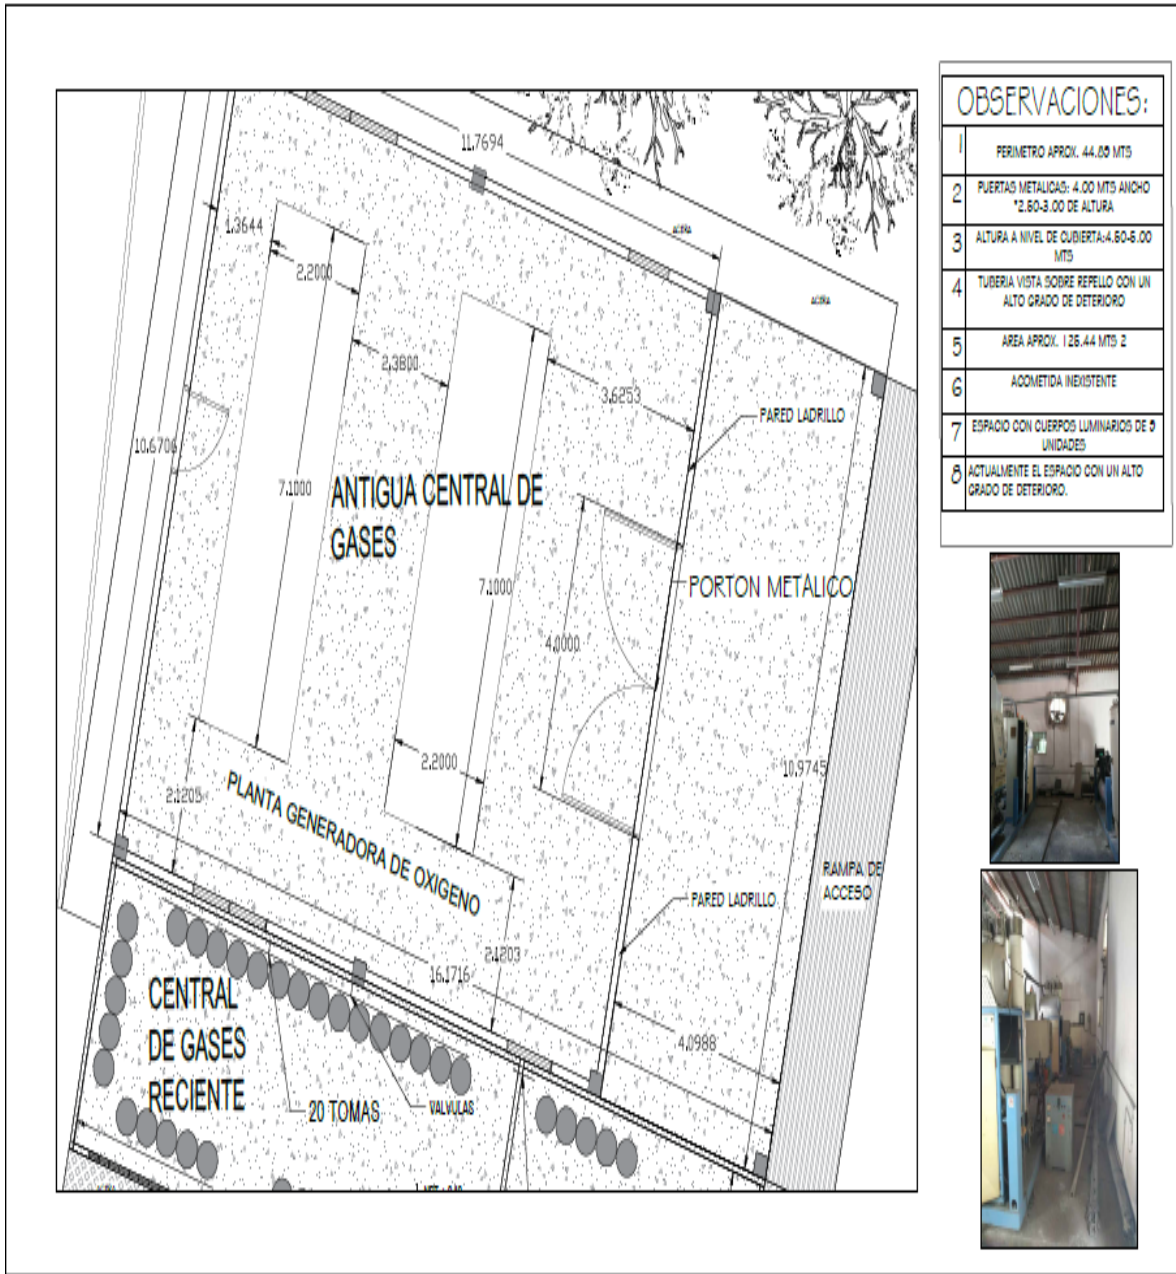 11.7694
ACERA
ACERA
1.3644
2.2000
2.3800
3.6253
PARED LADRILLO
10.6706
7.1000
ANTIGUA CENTRAL DE
GASES
7.1000
PORTON METALICO
4.0000
2.2000
10.9745
2.1203
PLANTA GENERADORA DE OXIGENO
RAMPA DE
ACCESO
PARED LADRILLO
2.1203
16.1716
4.0988
CENTRAL
DE GASES
RECIENTE
20 TOMAS
VALVULAS
OBSERVACIONES:
1 PERIMETRO APROX. 44.89 MTS
2 PUERTAS METALICAS: 4.00 MTS ANCHO
*2.80-3.00 DE ALTURA
3 ALTURA A NIVEL DE CUBIERTA:4.50-5.00
MTS
4 TUBERIA VISTA SOBRE REPELLO CON UN
ALTO GRADO DE DETERIORO
5 AREA APROX. 125.44 MTS 2
6 ACOMETIDA INEXISTENTE
7 ESPACIO CON CUERPOS LUMINARIOS DE 9
UNIDADES
8 ACTUALMENTE EL ESPACIO CON UN ALTO
GRADO DE DETERIORO.